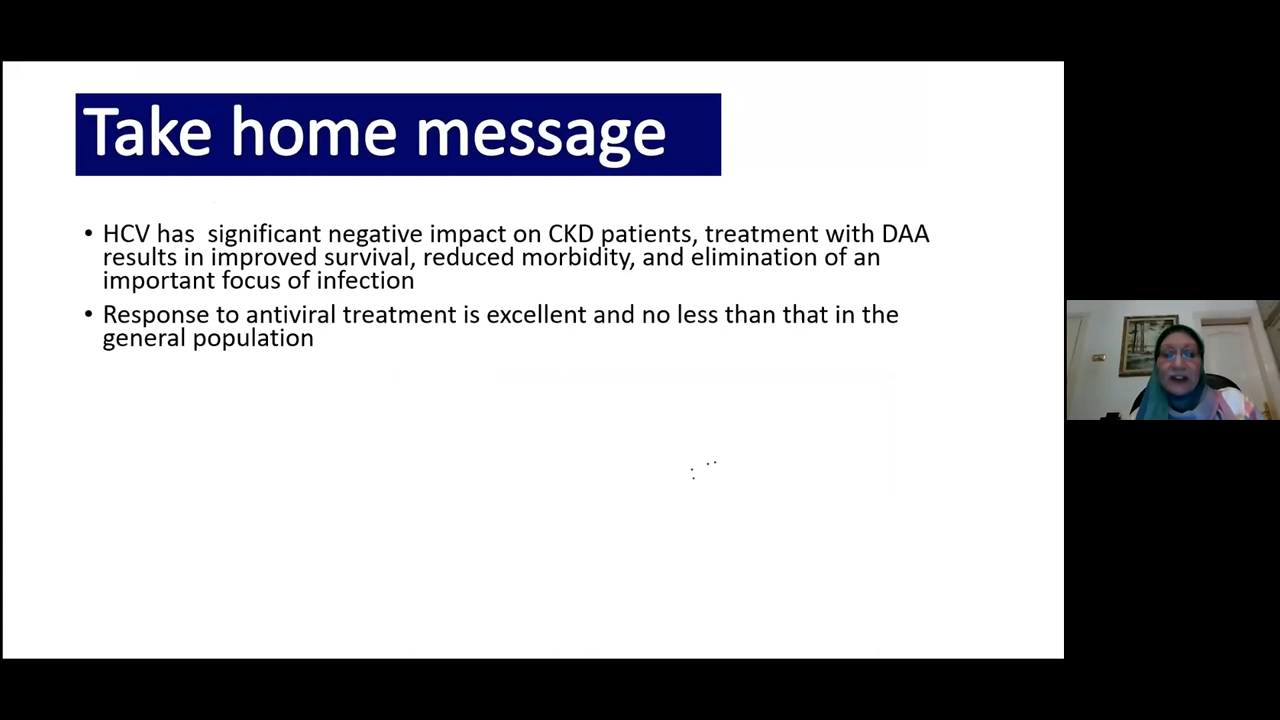 Take home message
• HCV has  significant negative impact on CKD patients, treatment with DAA
results in improved survival, reduced morbidity, and elimination of an
important focus of infection
• Response to antiviral treatment is excellent and no less than that in the
general population